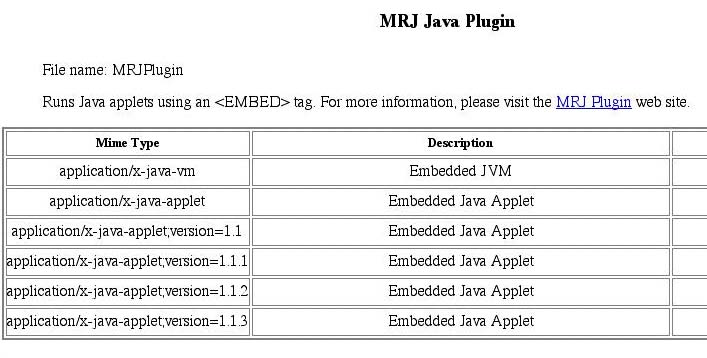 MRJ Java Plugin
File name: MRJPlugin
Runs Java applets using an <EMBED> tag. For more information, please visit the MRJ Plugin web site.
Mime Type Description
application/x-java-vm Embedded JVM
application/x-java-applet Embedded Java Applet
application/x-java-applet;version=1.1 Embedded Java Applet
application/x-java-applet;version=1.1.1 Embedded Java Applet
application/x-java-applet;version=1.1.2 Embedded Java Applet
application/x-java-applet;version=1.1.3 Embedded Java Applet